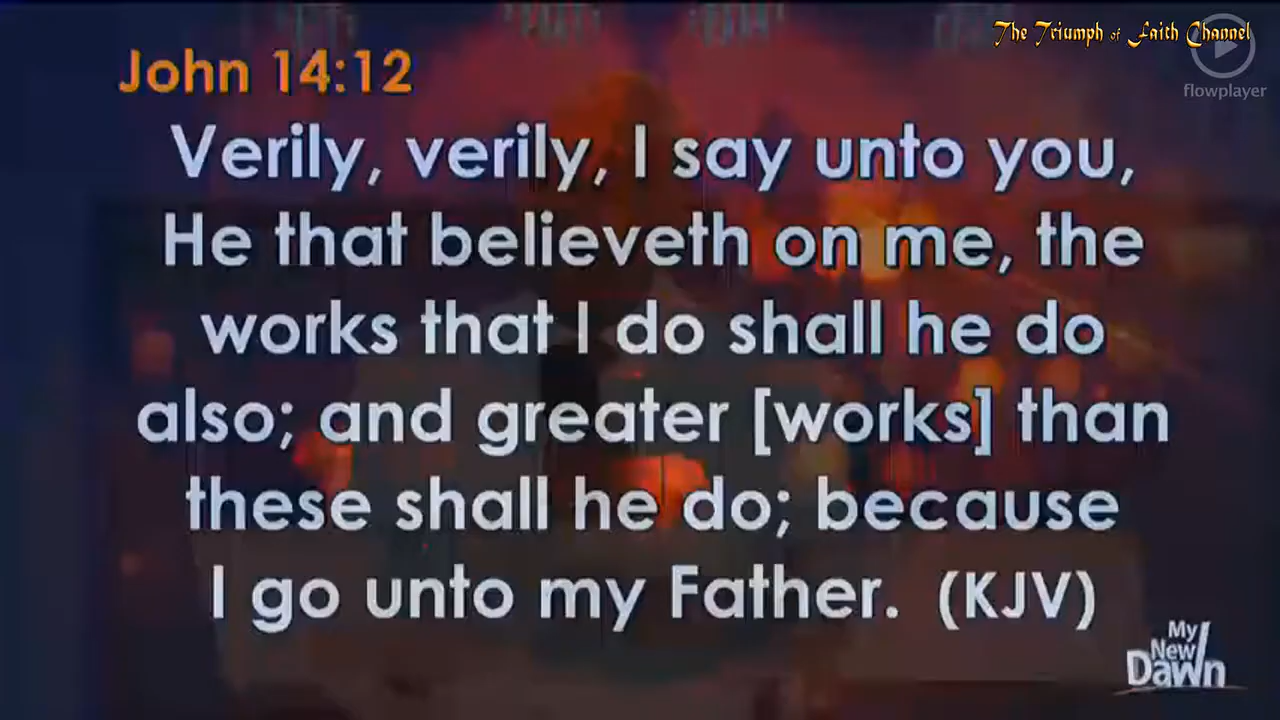 The Triumph of Faith Channel
flowplayer
John 14:12
Verily, verily, I say unto you,
He that believeth on me, the
works that I do shall he do
also; and greater [works] than
these shall he do; because
I go unto my Father. (KJV)
My
New
Dawn